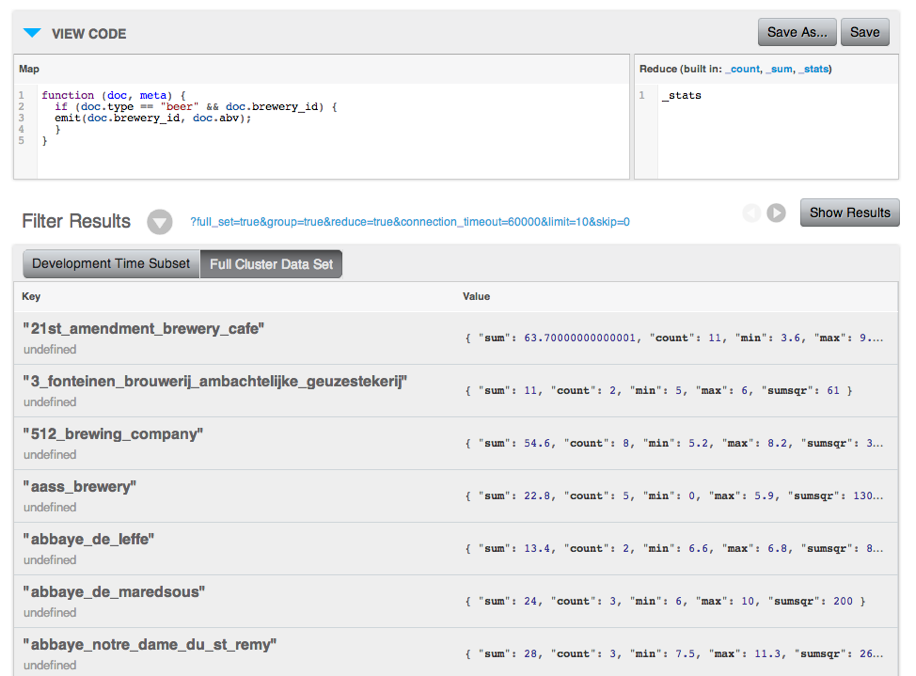 VIEW CODE
Save As...
Save
Map
Reduce (built in: _count, _sum, _stats)
1 function (doc, meta) {
2 if (doc.type == "beer" && doc.brewery_id) {
3 emit(doc.brewery_id, doc.abv);
4 }
5 }
1 _stats
Filter Results
?full_set=true&group=true&reduce=true&connection_timeout=60000&limit=10&skip=0
Show Results
Development Time Subset
Full Cluster Data Set
Key Value
"21st_amendment_brewery_cafe"
undefined
{ "sum": 63.70000000000001, "count": 11, "min": 3.6, "max": 9....
"3_fonteinen_brouwerij_ambachtelijke_geuzestekerij"
undefined
{ "sum": 11, "count": 2, "min": 5, "max": 6, "sumsqr": 61 }
"512_brewing_company"
undefined
{ "sum": 54.6, "count": 8, "min": 5.2, "max": 8.2, "sumsqr": 3...
"aass_brewery"
undefined
{ "sum": 22.8, "count": 5, "min": 0, "max": 5.9, "sumsqr": 130...
"abbaye_de_leffe"
undefined
{ "sum": 13.4, "count": 2, "min": 6.6, "max": 6.8, "sumsqr": 8...
"abbaye_de_maredsous"
undefined
{ "sum": 24, "count": 3, "min": 6, "max": 10, "sumsqr": 200 }
"abbaye_notre_dame_du_st_remy"
undefined
{ "sum": 28, "count": 3, "min": 7.5, "max": 11.3, "sumsqr": 26...